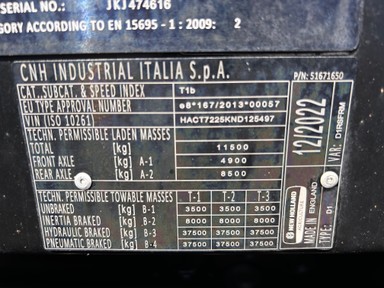 SERIAL NO. JKJ474616
GORY ACCORDING TO EN 15695-1:2009: 2
CNH INDUSTRIAL ITALIA S.p.A.
P/N: 51671650
CAT. SUBCAT. & SPEED INDEX T1b
EU TYPE APPROVAL NUMBER e8*167/2013*00057
VIN (ISO 10261) HACT7225KND125497
TECHN. PERMISSIBLE LADEN MASSES
TOTAL [kg] 11500
FRONT AXLE [kg] A-1 4900
REAR AXLE [kg] A-2 8500
TECHN. PERMISSIBLE TOWABLE MASSES T-1 T-2 T-3
UNBRAKED [kg] B-1 3500 3500 3500
INERTIA BRAKED [kg] B-2 8000 8000 8000
HYDRAULIC BRAKED [kg] B-3 37500 37500 37500
PNEUMATIC BRAKED [kg] B-4 37500 37500 37500
12/2022
VAR: D1RSFBM
NEW HOLLAND
MADE IN ENGLAND
TYPE: D1